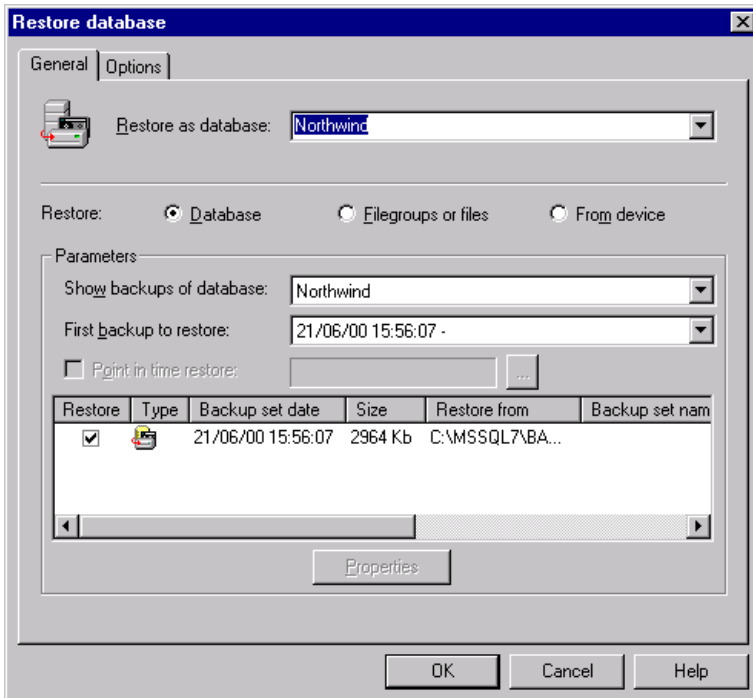 Restore database
General Options
Restore as database: Northwind
Restore: Database Filegroups or files From device
Parameters
Show backups of database: Northwind
First backup to restore: 21/06/00 15:56:07 -
Point in time restore: ...
Restore Type Backup set date Size Restore from Backup set nam
21/06/00 15:56:07 2964 Kb C:\MSSQL7\BA...
Properties
OK Cancel Help